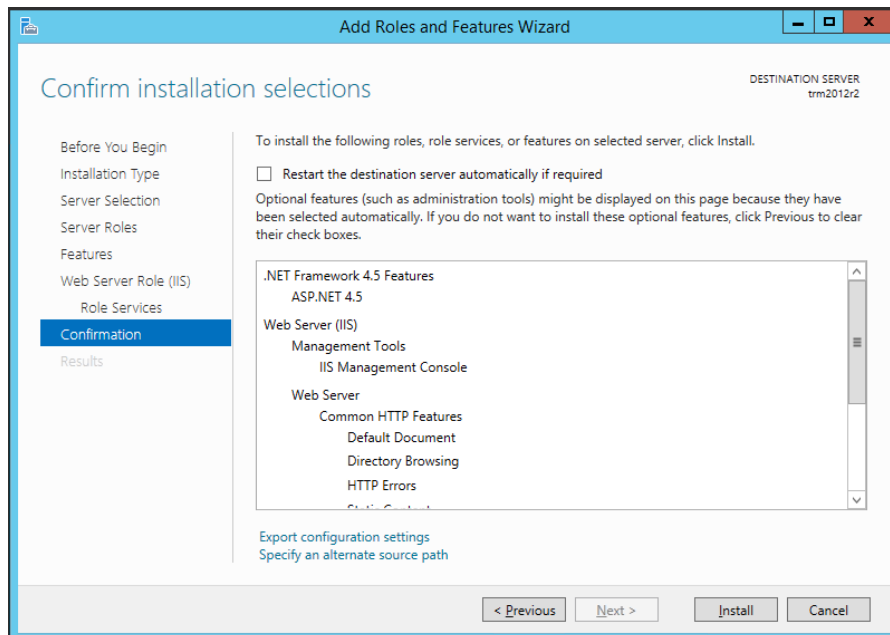 Add Roles and Features Wizard
Confirm installation selections
DESTINATION SERVER
trm2012r2
Before You Begin
Installation Type
Server Selection
Server Roles
Features
Web Server Role (IIS)
Role Services
Confirmation
Results
To install the following roles, role services, or features on selected server, click Install.
Restart the destination server automatically if required
Optional features (such as administration tools) might be displayed on this page because they have
been selected automatically. If you do not want to install these optional features, click Previous to clear
their check boxes.
.NET Framework 4.5 Features
ASP.NET 4.5
Web Server (IIS)
Management Tools
IIS Management Console
Web Server
Common HTTP Features
Default Document
Directory Browsing
HTTP Errors
Export configuration settings
Specify an alternate source path
< Previous
Next >
Install
Cancel